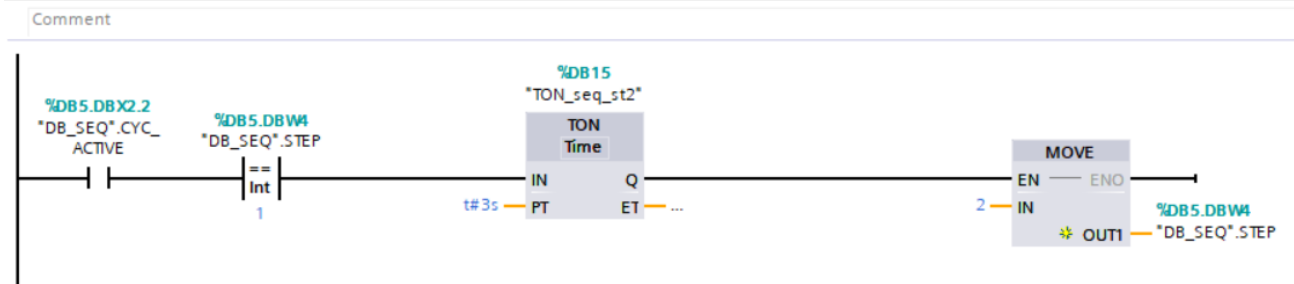 Comment
%DB5.DBX2.2
"DB_SEQ".CYC_
ACTIVE
%DB5.DBW4
"DB_SEQ".STEP
==
Int
1
%DB15
"TON_seq_st2"
TON
Time
IN Q
t#3s PT ET ...
MOVE
EN ENO
2 IN
%DB5.DBW4
OUT1 "DB_SEQ".STEP